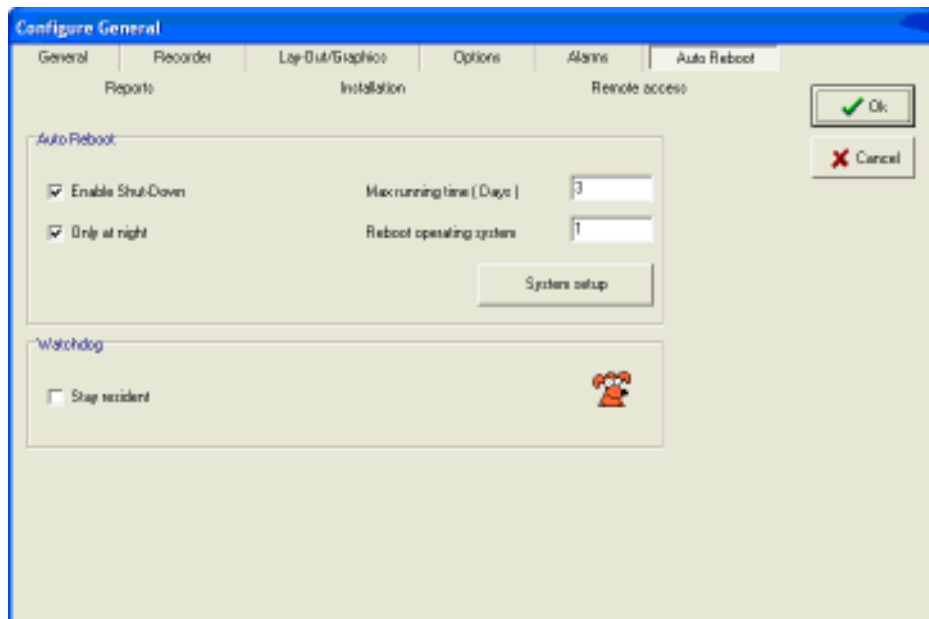 Configure General
General Recorder Lay-Out/Graphics Options Alarms Auto Reboot
Reports Installation Remote access
Ok
Auto Reboot
Cancel
Enable Shut-Down Max running time ( Days ) 3
Only at night Reboot operating system 1
System setup
Watchdog
Stay resident